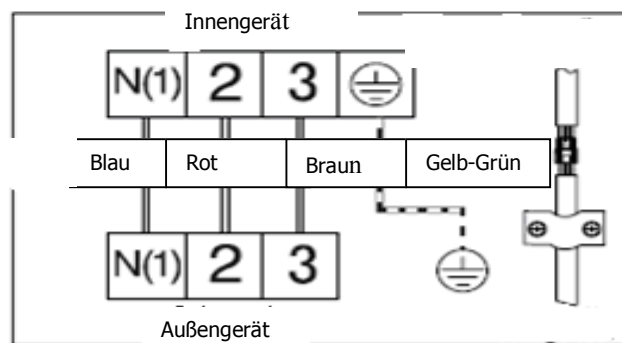 Innengerät
N(1) 2 3
Blau Rot Braun Gelb-Grün
N(1) 2 3
Außengerät